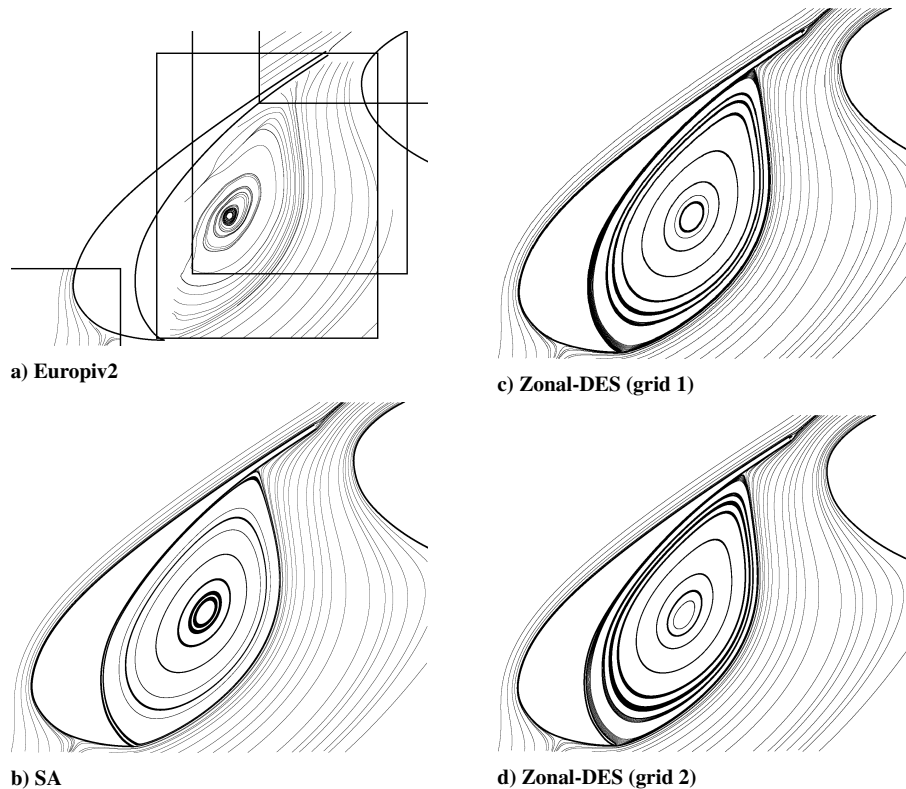 a) Europiv2
c) Zonal-DES (grid 1)
b) SA
d) Zonal-DES (grid 2)